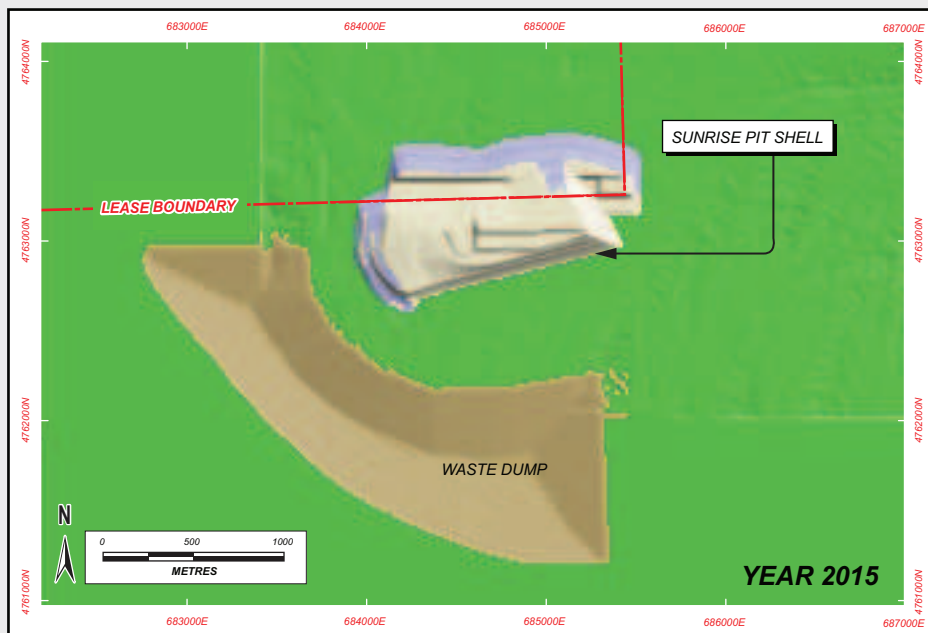 683000E 684000E 685000E 686000E 687000E
4764000N 4764000N
SUNRISE PIT SHELL
LEASE BOUNDARY
4763000N 4763000N
4762000N 4762000N
WASTE DUMP
N
0 500 1000
METRES
YEAR 2015
4761000N 4761000N
683000E 684000E 685000E 686000E 687000E